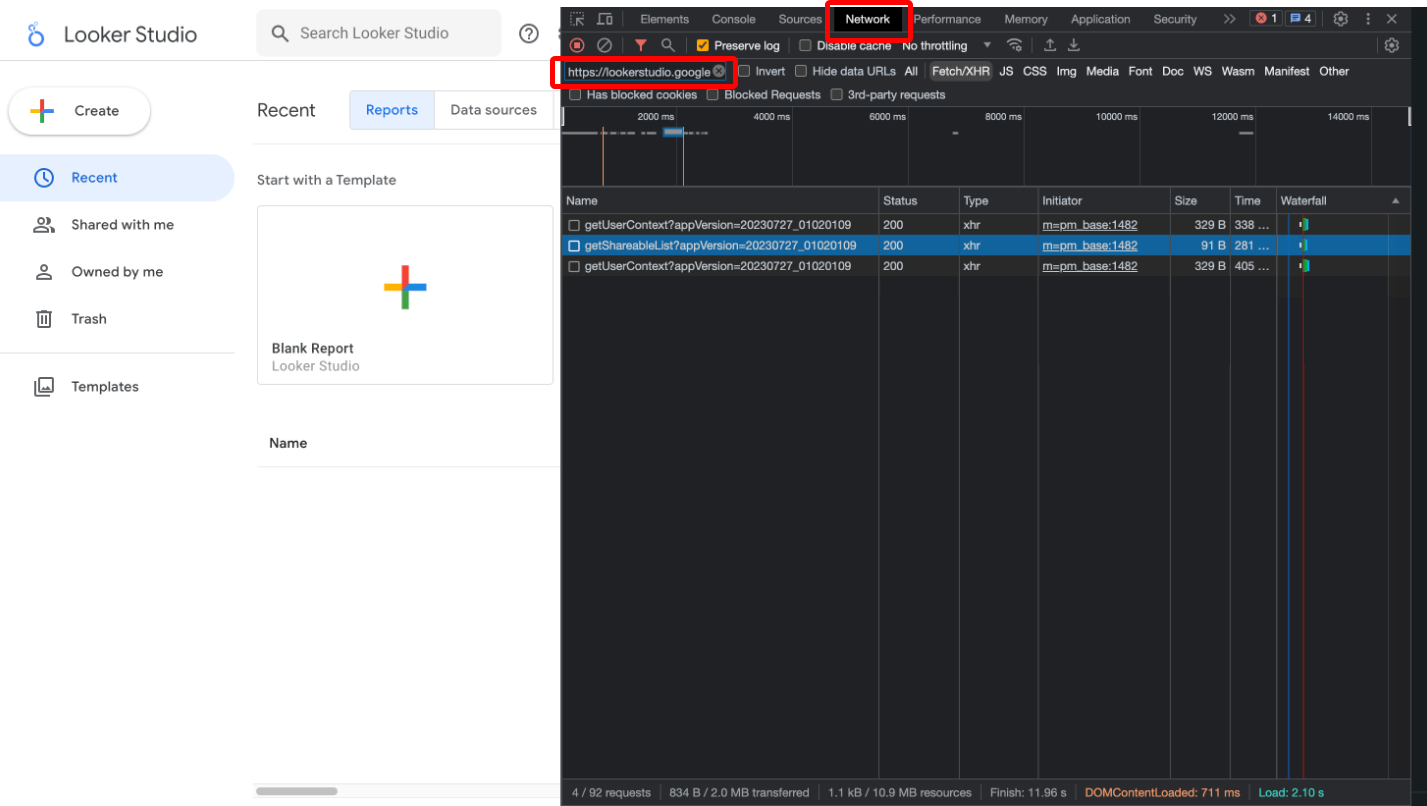 Looker Studio
Search Looker Studio
Create
Recent
Shared with me
Owned by me
Trash
Templates
Recent
Reports
Data sources
Start with a Template
Blank Report
Looker Studio
Name
Elements Console Sources Network Performance Memory Application Security 1 4
Preserve log Disable cache No throttling
https://lookerstudio.google Invert Hide data URLs All Fetch/XHR JS CSS Img Media Font Doc WS Wasm Manifest Other
Has blocked cookies Blocked Requests 3rd-party requests
2000 ms 4000 ms 6000 ms 8000 ms 10000 ms 12000 ms 14000 ms
Name Status Type Initiator Size Time Waterfall
getUserContext?appVersion=20230727_01020109 200 xhr m=pm_base:1482 329 B 338 ...
getShareableList?appVersion=20230727_01020109 200 xhr m=pm_base:1482 91 B 281 ...
getUserContext?appVersion=20230727_01020109 200 xhr m=pm_base:1482 329 B 405 ...
4 / 92 requests 834 B / 2.0 MB transferred 1.1 kB / 10.9 MB resources Finish: 11.96 s DOMContentLoaded: 711 ms Load: 2.10 s